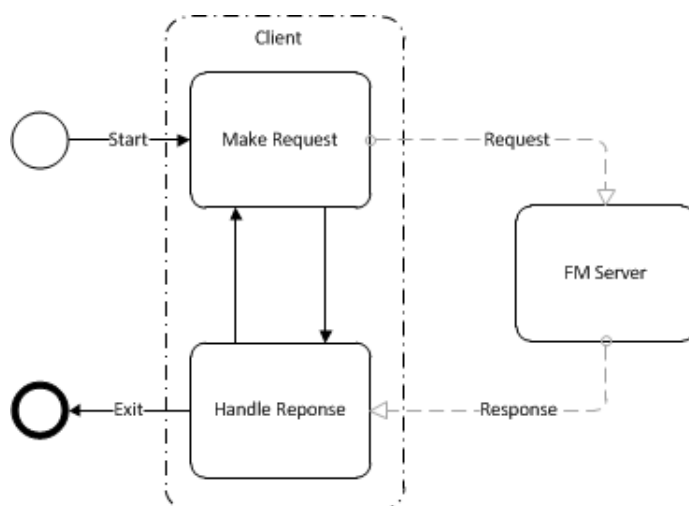 Client
Start
Make Request
Request
FM Server
Exit
Handle Reponse
Response